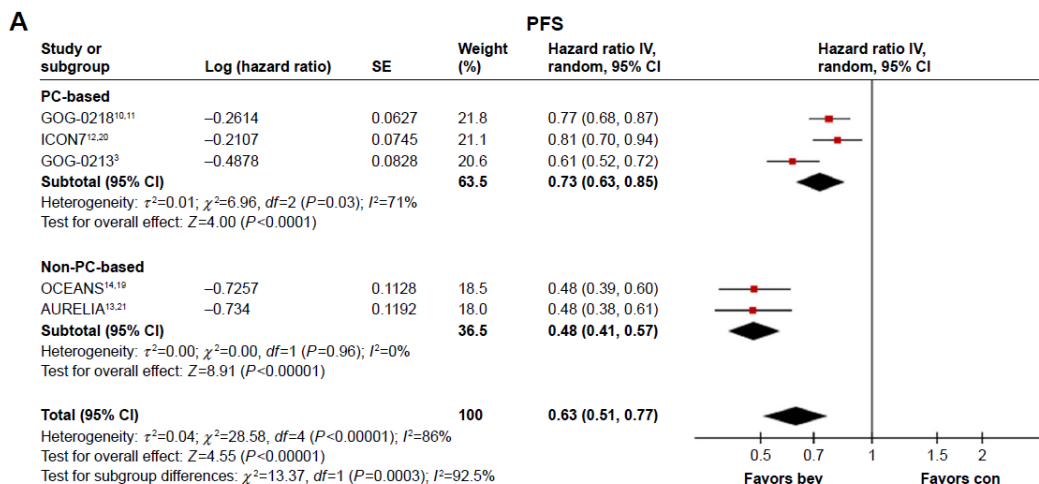 A
PFS
Study or subgroup Log (hazard ratio) SE Weight (%) Hazard ratio IV, random, 95% CI Hazard ratio IV, random, 95% CI
PC-based
GOG-0218¹⁰,¹¹ –0.2614 0.0627 21.8 0.77 (0.68, 0.87)
ICON7¹²,²⁰ –0.2107 0.0745 21.1 0.81 (0.70, 0.94)
GOG-0213³ –0.4878 0.0828 20.6 0.61 (0.52, 0.72)
Subtotal (95% CI) 63.5 0.73 (0.63, 0.85)
Heterogeneity: τ²=0.01; χ²=6.96, df=2 (P=0.03); I²=71%
Test for overall effect: Z=4.00 (P<0.0001)
Non-PC-based
OCEANS¹⁴,¹⁹ –0.7257 0.1128 18.5 0.48 (0.39, 0.60)
AURELIA¹³,²¹ –0.734 0.1192 18.0 0.48 (0.38, 0.61)
Subtotal (95% CI) 36.5 0.48 (0.41, 0.57)
Heterogeneity: τ²=0.00; χ²=0.00, df=1 (P=0.96); I²=0%
Test for overall effect: Z=8.91 (P<0.00001)
Total (95% CI) 100 0.63 (0.51, 0.77)
Heterogeneity: τ²=0.04; χ²=28.58, df=4 (P<0.00001); I²=86%
Test for overall effect: Z=4.55 (P<0.00001)
Test for subgroup differences: χ²=13.37, df=1 (P=0.0003); I²=92.5%
0.5 0.7 1 1.5 2
Favors bev Favors con